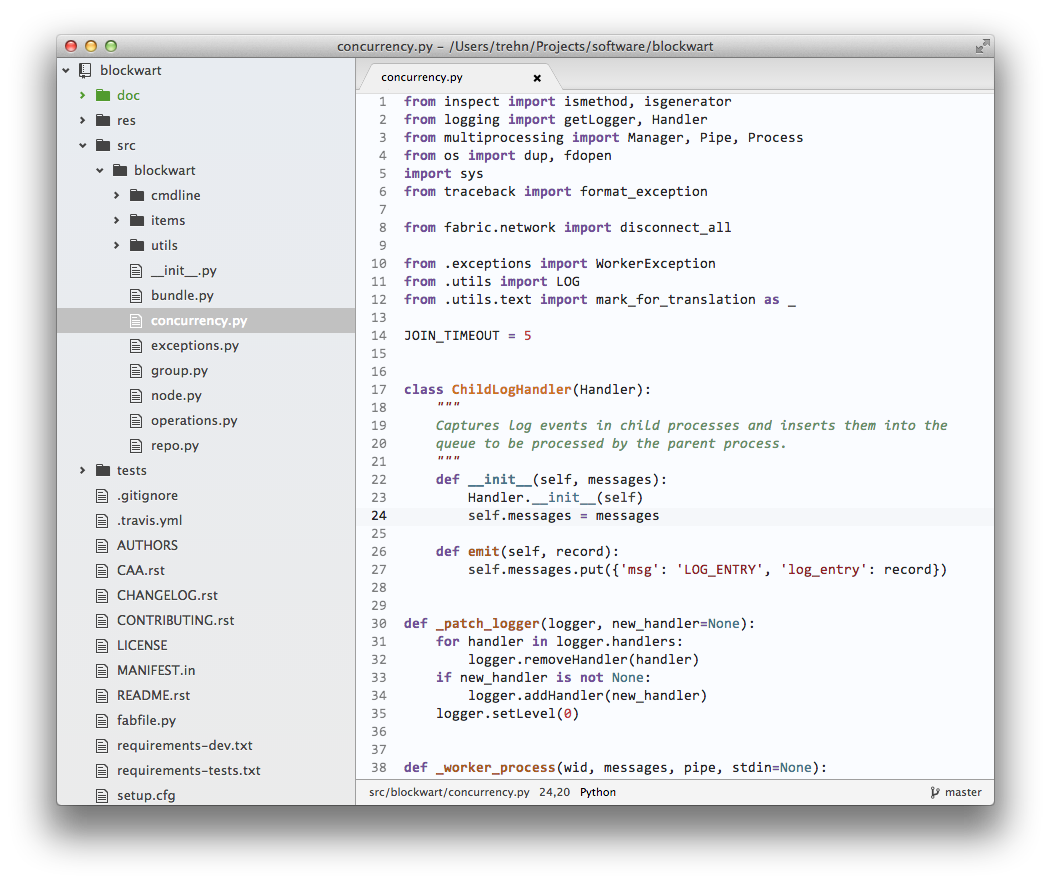 concurrency.py – /Users/trehn/Projects/software/blockwart
blockwart
doc
res
src
blockwart
cmdline
items
utils
__init__.py
bundle.py
concurrency.py
exceptions.py
group.py
node.py
operations.py
repo.py
tests
.gitignore
.travis.yml
AUTHORS
CAA.rst
CHANGELOG.rst
CONTRIBUTING.rst
LICENSE
MANIFEST.in
README.rst
fabfile.py
requirements-dev.txt
requirements-tests.txt
setup.cfg
concurrency.py
1 from inspect import ismethod, isgenerator
2 from logging import getLogger, Handler
3 from multiprocessing import Manager, Pipe, Process
4 from os import dup, fdopen
5 import sys
6 from traceback import format_exception
7
8 from fabric.network import disconnect_all
9
10 from .exceptions import WorkerException
11 from .utils import LOG
12 from .utils.text import mark_for_translation as _
13
14 JOIN_TIMEOUT = 5
15
16
17 class ChildLogHandler(Handler):
18     """
19     Captures log events in child processes and inserts them into the
20     queue to be processed by the parent process.
21     """
22     def __init__(self, messages):
23         Handler.__init__(self)
24         self.messages = messages
25
26     def emit(self, record):
27         self.messages.put({'msg': 'LOG_ENTRY', 'log_entry': record})
28
29
30 def _patch_logger(logger, new_handler=None):
31     for handler in logger.handlers:
32         logger.removeHandler(handler)
33     if new_handler is not None:
34         logger.addHandler(new_handler)
35     logger.setLevel(0)
36
37
38 def _worker_process(wid, messages, pipe, stdin=None):
src/blockwart/concurrency.py 24,20 Python master